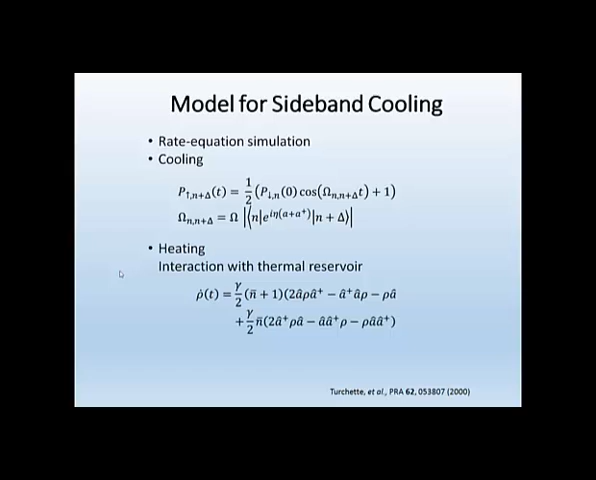 Model for Sideband Cooling
• Rate-equation simulation
• Cooling
P↑,n+Δ(t) = 1/2 (P↓,n(0) cos(Ωn,n+Δt) + 1)
Ωn,n+Δ = Ω |⟨n|e^iη(a+a⁺)|n + Δ⟩|
• Heating
Interaction with thermal reservoir
ρ̇(t) = γ/2 (n̄ + 1)(2âρâ⁺ − â⁺âρ − ρâ
+ γ/2 n̄(2â⁺ρâ − ââ⁺ρ − ρââ⁺)
Turchette, et al., PRA 62, 053807 (2000)